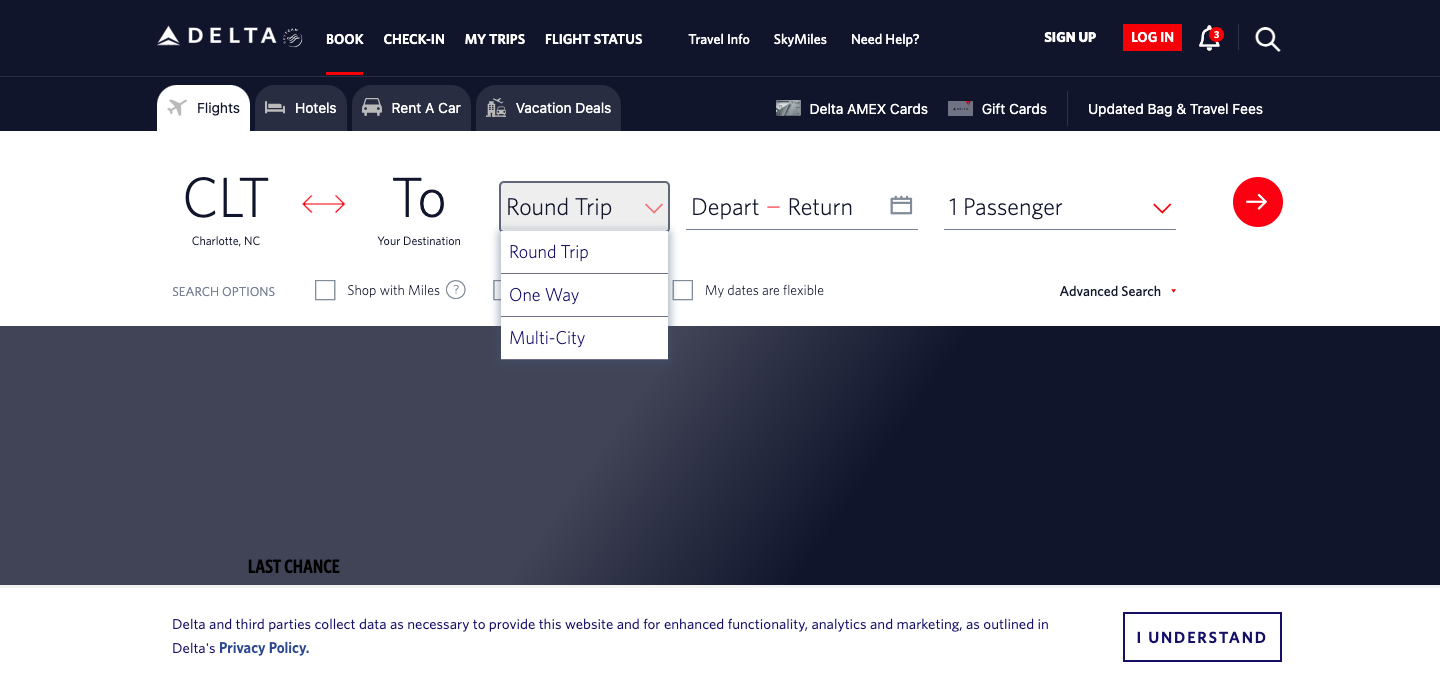 DELTA
BOOK
CHECK-IN
MY TRIPS
FLIGHT STATUS
Travel Info
SkyMiles
Need Help?
SIGN UP
LOG IN
3
Flights
Hotels
Rent A Car
Vacation Deals
Delta AMEX Cards
Gift Cards
Updated Bag & Travel Fees
CLT
Charlotte, NC
To
Your Destination
Round Trip
Depart – Return
1 Passenger
Round Trip
One Way
Multi-City
SEARCH OPTIONS
Shop with Miles ?
My dates are flexible
Advanced Search
LAST CHANCE
Delta and third parties collect data as necessary to provide this website and for enhanced functionality, analytics and marketing, as outlined in
Delta's Privacy Policy.
I UNDERSTAND